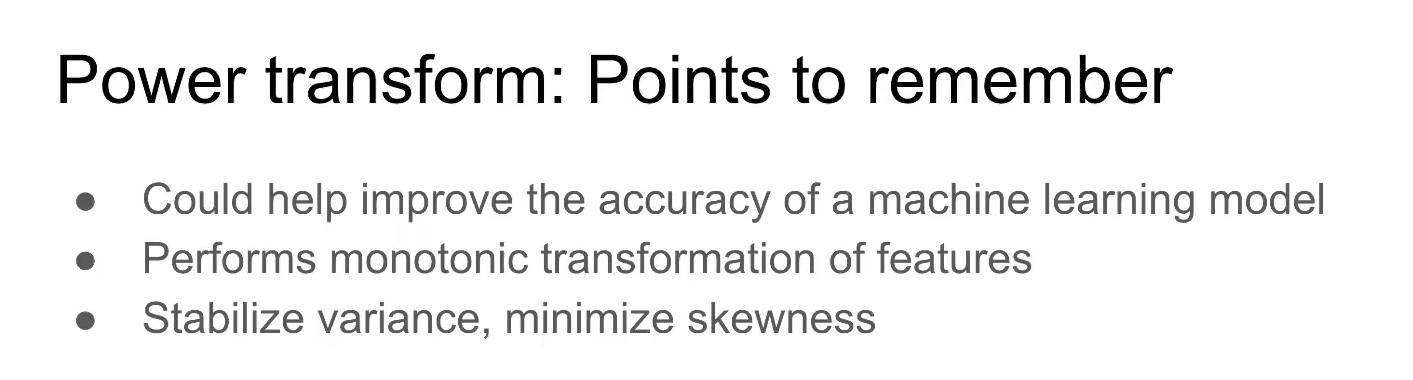 Power transform: Points to remember
● Could help improve the accuracy of a machine learning model
● Performs monotonic transformation of features
● Stabilize variance, minimize skewness